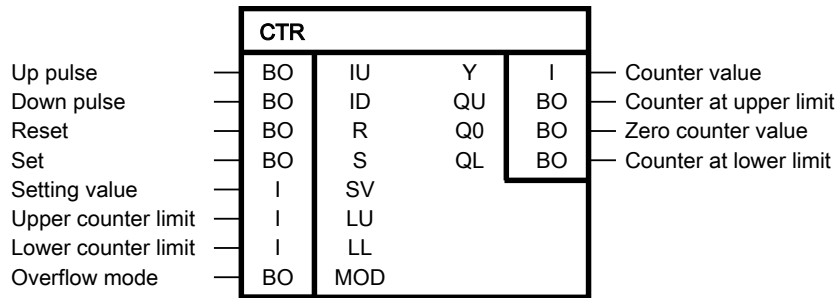 CTR
Up pulse BO IU Y I Counter value
Down pulse BO ID QU BO Counter at upper limit
Reset BO R Q0 BO Zero counter value
Set BO S QL BO Counter at lower limit
Setting value I SV
Upper counter limit I LU
Lower counter limit I LL
Overflow mode BO MOD